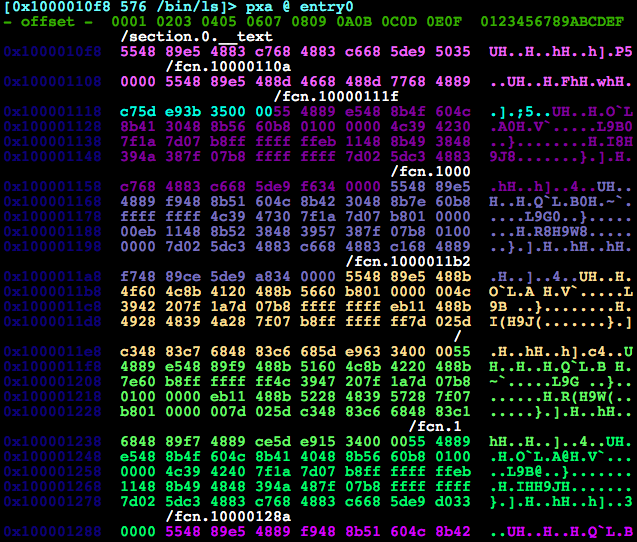 [0x1000010f8 576 /bin/ls]> pxa @ entry0
- offset - 0001 0203 0405 0607 0809 0A0B 0C0D 0E0F 0123456789ABCDEF
/section.0.__text
0x1000010f8 5548 89e5 4883 c768 4883 c668 5de9 5035 UH..H..hH..h].P5
/fcn.10000110a
0x100001108 0000 5548 89e5 488d 4668 488d 7768 4889 ..UH..H.FhH.whH.
/fcn.10000111f
0x100001118 c75d e93b 3500 0055 4889 e548 8b4f 604c .].;5..UH..H.O`L
0x100001128 8b41 3048 8b56 60b8 0100 0000 4c39 4230 .A0H.V`.....L9B0
0x100001138 7f1a 7d07 b8ff ffff ffeb 1148 8b49 3848 ..}........H.I8H
0x100001148 394a 387f 07b8 ffff ffff 7d02 5dc3 4883 9J8.......}.].H.
/fcn.1000
0x100001158 c768 4883 c668 5de9 f634 0000 5548 89e5 .hH..h]..4..UH..
0x100001168 4889 f948 8b51 604c 8b42 3048 8b7e 60b8 H..H.Q`L.B0H.~`.
0x100001178 ffff ffff 4c39 4730 7f1a 7d07 b801 0000 ....L9G0..}.....
0x100001188 00eb 1148 8b52 3848 3957 387f 07b8 0100 ...H.R8H9W8.....
0x100001198 0000 7d02 5dc3 4883 c668 4883 c168 4889 ..}.].H..hH..hH.
/fcn.1000011b2
0x1000011a8 f748 89ce 5de9 a834 0000 5548 89e5 488b .H..]..4..UH..H.
0x1000011b8 4f60 4c8b 4120 488b 5660 b801 0000 004c O`L.A H.V`.....L
0x1000011c8 3942 207f 1a7d 07b8 ffff ffff eb11 488b 9B ..}........H.
0x1000011d8 4928 4839 4a28 7f07 b8ff ffff ff7d 025d I(H9J(.......}.]
/
0x1000011e8 c348 83c7 6848 83c6 685d e963 3400 0055 .H..hH..h].c4..U
0x1000011f8 4889 e548 89f9 488b 5160 4c8b 4220 488b H..H..H.Q`L.B H.
0x100001208 7e60 b8ff ffff ff4c 3947 207f 1a7d 07b8 ~`.....L9G ..}..
0x100001218 0100 0000 eb11 488b 5228 4839 5728 7f07 ......H.R(H9W(..
0x100001228 b801 0000 007d 025d c348 83c6 6848 83c1 .....}.].H..hH..
/fcn.1
0x100001238 6848 89f7 4889 ce5d e915 3400 0055 4889 hH..H..]..4..UH.
0x100001248 e548 8b4f 604c 8b41 4048 8b56 60b8 0100 .H.O`L.A@H.V`...
0x100001258 0000 4c39 4240 7f1a 7d07 b8ff ffff ffeb ..L9B@..}.......
0x100001268 1148 8b49 4848 394a 487f 07b8 ffff ffff .H.IHH9JH.......
0x100001278 7d02 5dc3 4883 c768 4883 c668 5de9 d033 }.].H..hH..h]..3
/fcn.10000128a
0x100001288 0000 5548 89e5 4889 f948 8b51 604c 8b42 ..UH..H..H.Q`L.B